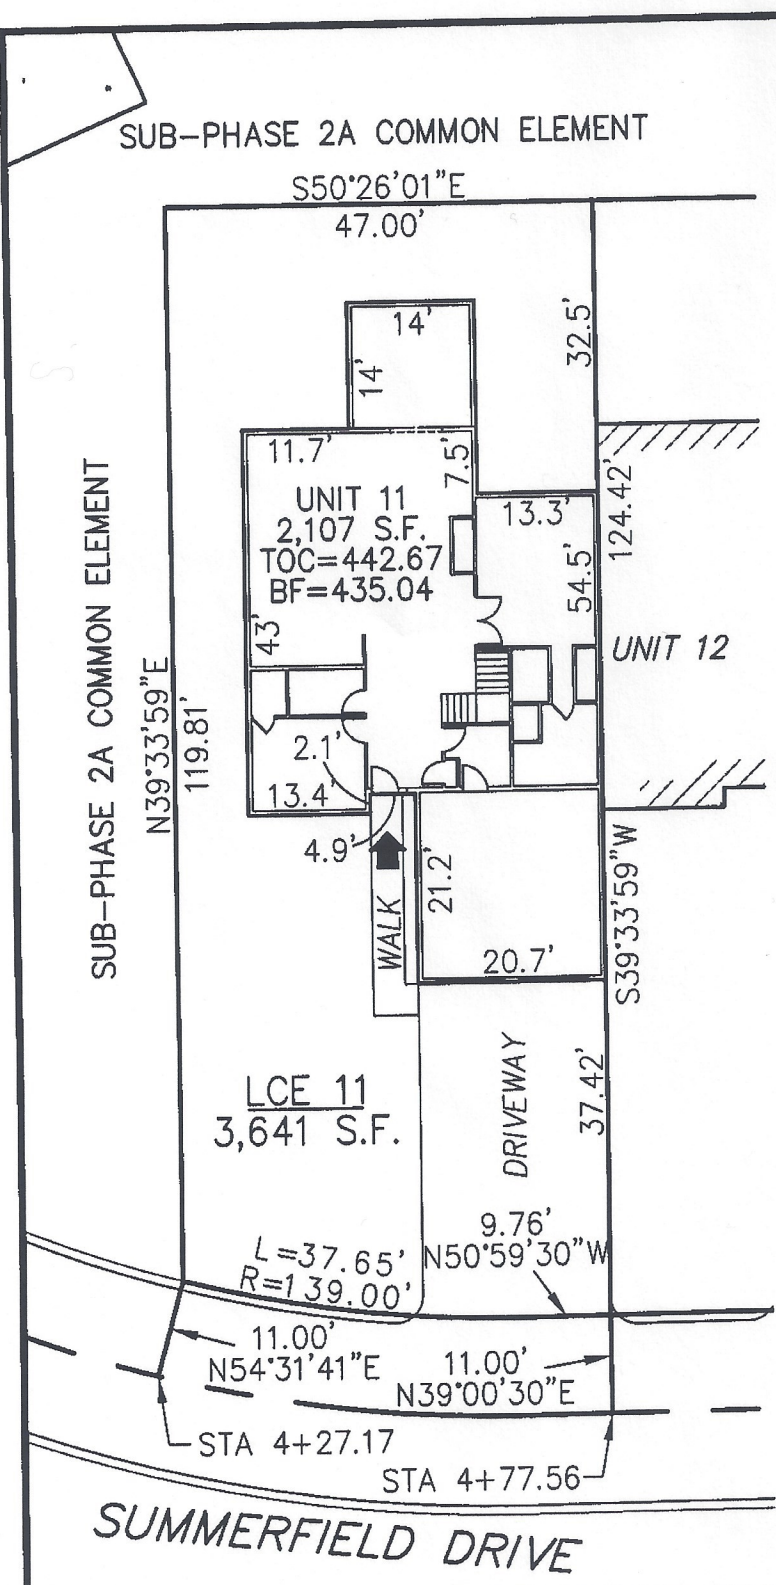 SUB-PHASE 2A COMMON ELEMENT
S50°26'01"E
47.00'
32.5'
14'
14'
11.7'
7.5'
UNIT 11
2,107 S.F.
TOC=442.67
BF=435.04
13.3'
124.42'
54.5'
43'
UNIT 12
SUB-PHASE 2A COMMON ELEMENT
N39°33'59"E
119.81'
2.1'
13.4'
4.9'
WALK
21.2'
20.7'
S39°33'59"W
37.42'
DRIVEWAY
LCE 11
3,641 S.F.
9.76'
N50°59'30"W
L=37.65'
R=139.00'
11.00'
N54°31'41"E
11.00'
N39°00'30"E
STA 4+27.17
STA 4+77.56
SUMMERFIELD DRIVE